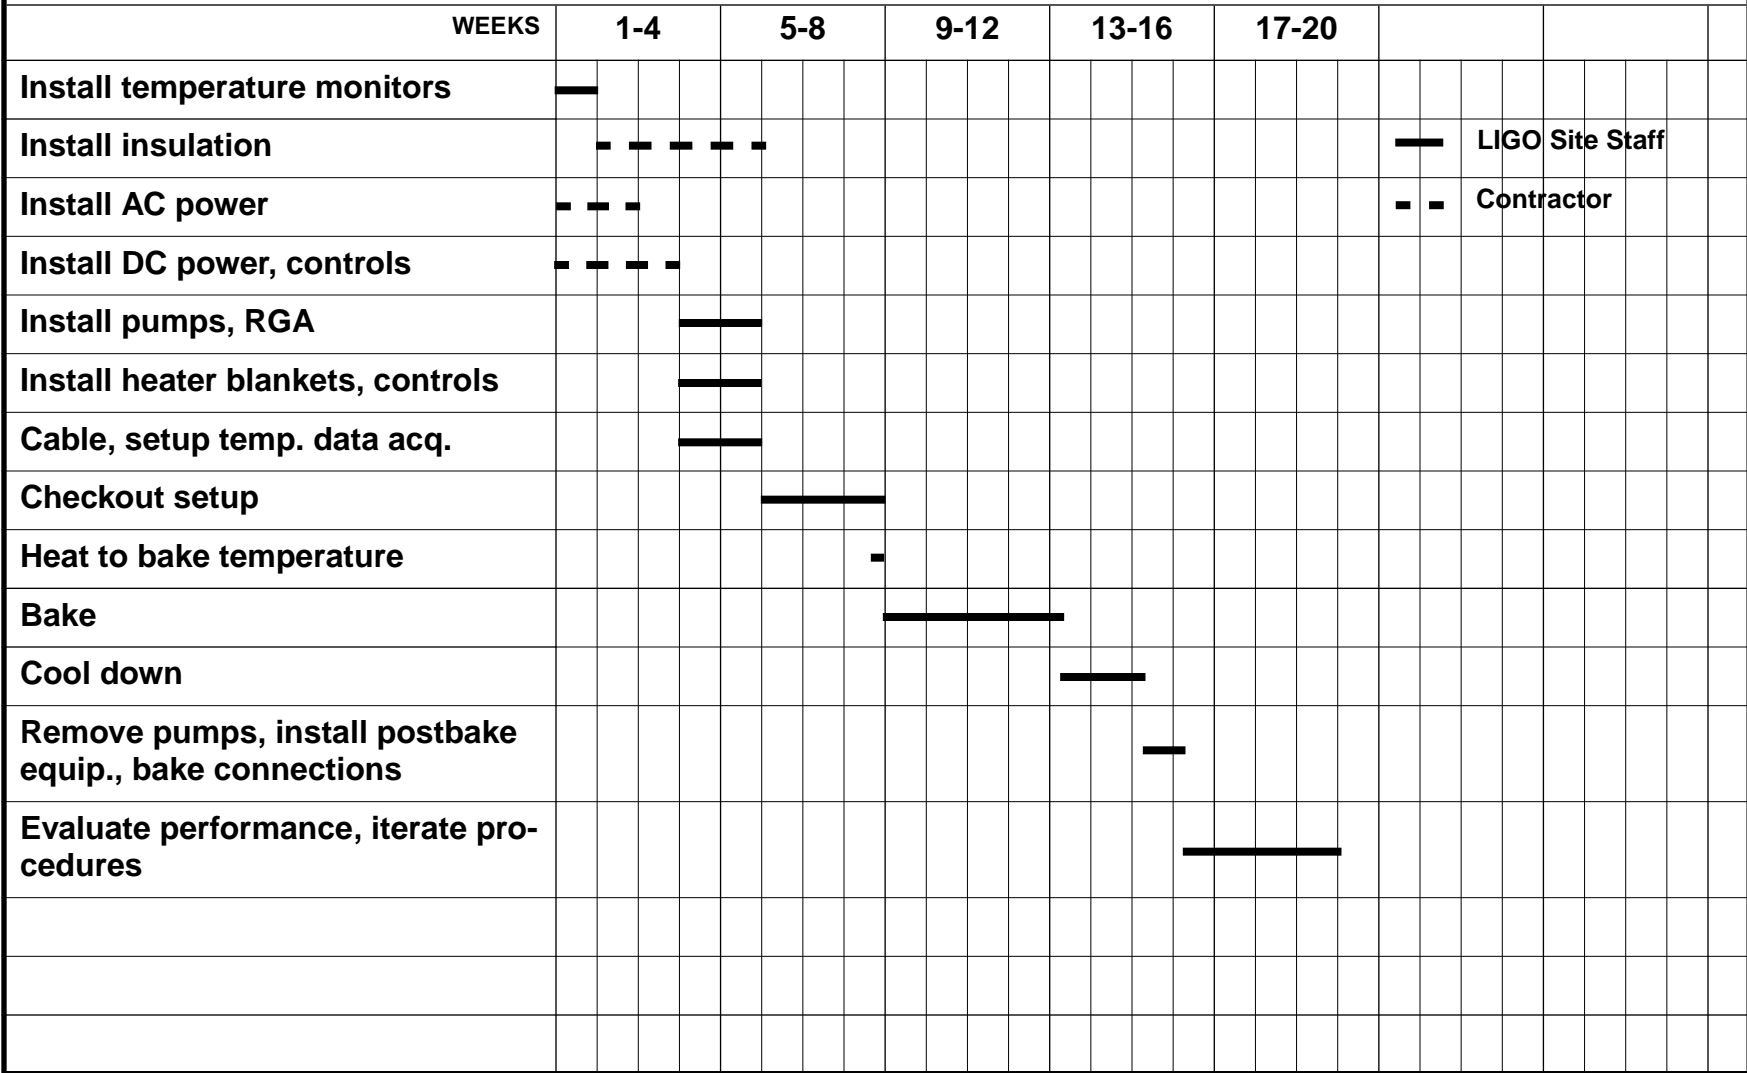 WEEKS 1-4 5-8 9-12 13-16 17-20
Install temperature monitors
Install insulation
LIGO Site Staff
Install AC power
Contractor
Install DC power, controls
Install pumps, RGA
Install heater blankets, controls
Cable, setup temp. data acq.
Checkout setup
Heat to bake temperature
Bake
Cool down
Remove pumps, install postbake
equip., bake connections
Evaluate performance, iterate pro-
cedures